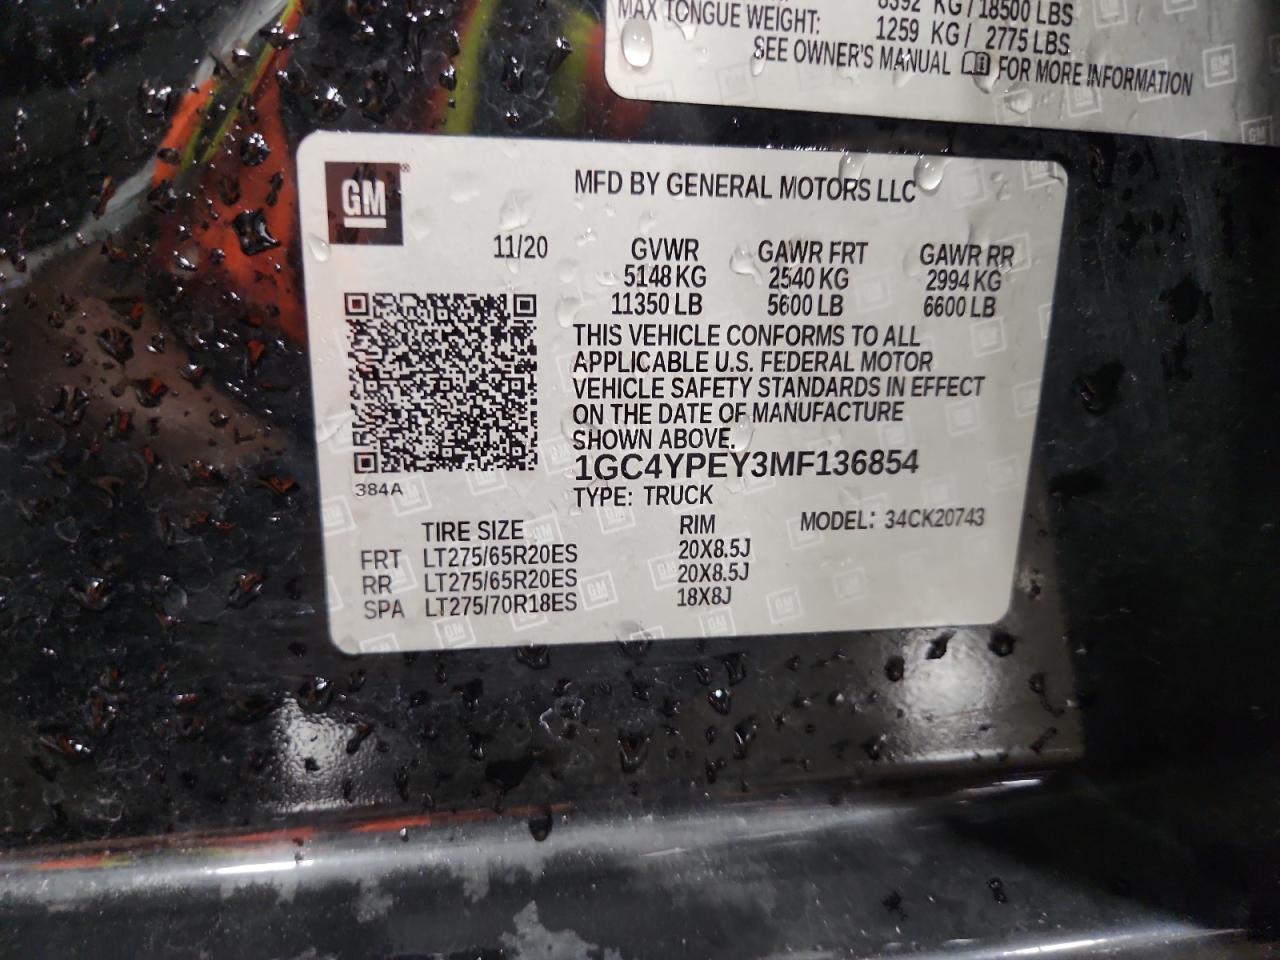 8392 KG / 18500 LBS
MAX TONGUE WEIGHT: 1259 KG / 2775 LBS
SEE OWNER'S MANUAL FOR MORE INFORMATION
GM
®
MFD BY GENERAL MOTORS LLC
11/20 GVWR GAWR FRT GAWR RR
5148 KG 2540 KG 2994 KG
11350 LB 5600 LB 6600 LB
THIS VEHICLE CONFORMS TO ALL
APPLICABLE U.S. FEDERAL MOTOR
VEHICLE SAFETY STANDARDS IN EFFECT
ON THE DATE OF MANUFACTURE
SHOWN ABOVE.
1GC4YPEY3MF136854
384A
TYPE: TRUCK
TIRE SIZE RIM MODEL: 34CK20743
FRT LT275/65R20ES 20X8.5J
RR LT275/65R20ES 20X8.5J
SPA LT275/70R18ES 18X8J